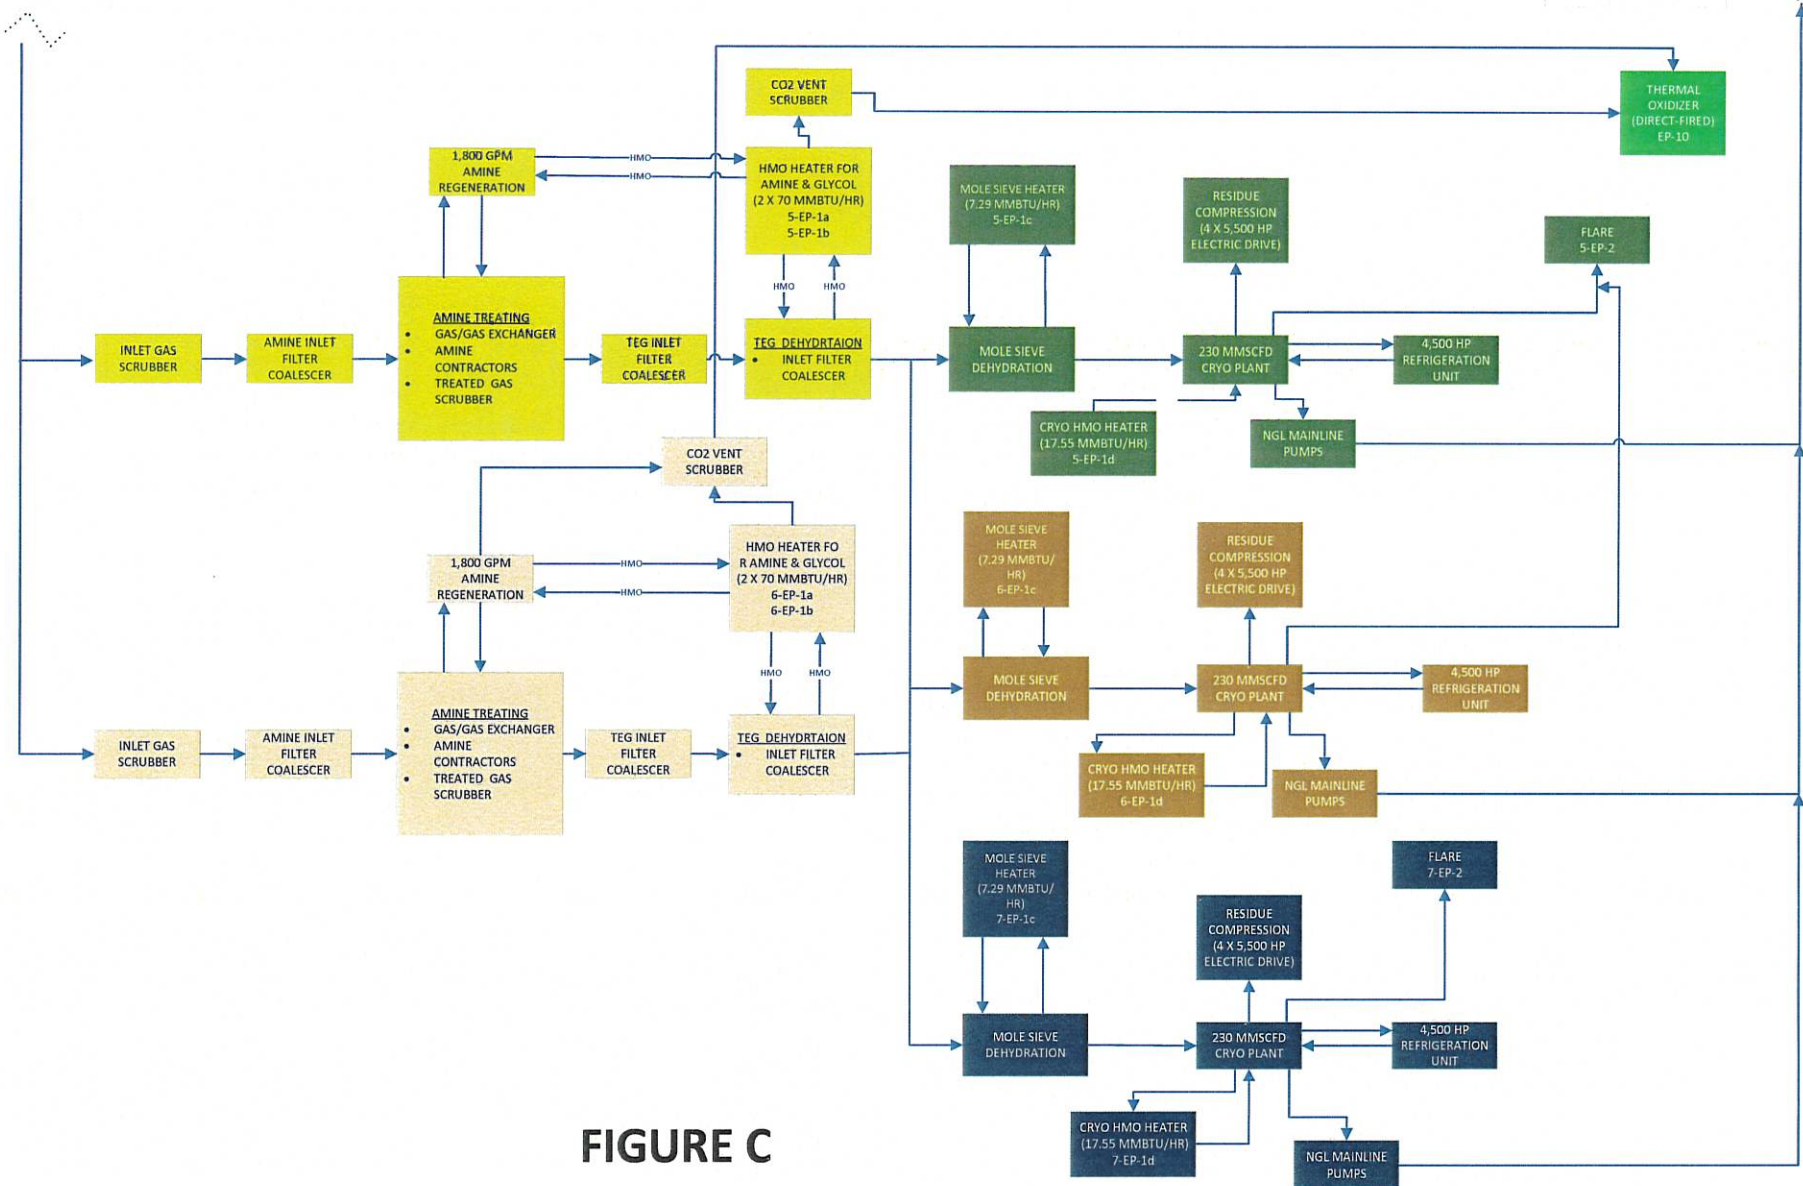 CO2 VENT
SCRUBBER
THERMAL
OXIDIZER
(DIRECT-FIRED)
EP-10
1,800 GPM
AMINE
REGENERATION
HMO
HMO
HMO HEATER FOR
AMINE & GLYCOL
(2 X 70 MMBTU/HR)
5-EP-1a
5-EP-1b
HMO
HMO
MOLE SIEVE HEATER
(7.29 MMBTU/HR)
5-EP-1c
RESIDUE
COMPRESSION
(4 X 5,500 HP
ELECTRIC DRIVE)
FLARE
5-EP-2
INLET GAS
SCRUBBER
AMINE INLET
FILTER
COALESCER
AMINE TREATING
• GAS/GAS EXCHANGER
• AMINE
CONTRACTORS
• TREATED GAS
SCRUBBER
TEG INLET
FILTER
COALESCER
TEG DEHYDRTAION
• INLET FILTER
COALESCER
MOLE SIEVE
DEHYDRATION
230 MMSCFD
CRYO PLANT
4,500 HP
REFRIGERATION
UNIT
CRYO HMO HEATER
(17.55 MMBTU/HR)
5-EP-1d
NGL MAINLINE
PUMPS
CO2 VENT
SCRUBBER
1,800 GPM
AMINE
REGENERATION
HMO
HMO
HMO HEATER FO
R AMINE & GLYCOL
(2 X 70 MMBTU/HR)
6-EP-1a
6-EP-1b
HMO
HMO
MOLE SIEVE
HEATER
(7.29 MMBTU/
HR)
6-EP-1c
RESIDUE
COMPRESSION
(4 X 5,500 HP
ELECTRIC DRIVE)
INLET GAS
SCRUBBER
AMINE INLET
FILTER
COALESCER
AMINE TREATING
• GAS/GAS EXCHANGER
• AMINE
CONTRACTORS
• TREATED GAS
SCRUBBER
TEG INLET
FILTER
COALESCER
TEG DEHYDRTAION
• INLET FILTER
COALESCER
MOLE SIEVE
DEHYDRATION
230 MMSCFD
CRYO PLANT
4,500 HP
REFRIGERATION
UNIT
CRYO HMO HEATER
(17.55 MMBTU/HR)
6-EP-1d
NGL MAINLINE
PUMPS
MOLE SIEVE
HEATER
(7.29 MMBTU/
HR)
7-EP-1c
RESIDUE
COMPRESSION
(4 X 5,500 HP
ELECTRIC DRIVE)
FLARE
7-EP-2
MOLE SIEVE
DEHYDRATION
230 MMSCFD
CRYO PLANT
4,500 HP
REFRIGERATION
UNIT
CRYO HMO HEATER
(17.55 MMBTU/HR)
7-EP-1d
NGL MAINLINE
PUMPS
FIGURE C